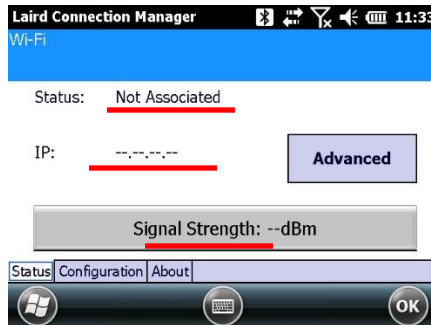 Laird Connection Manager 11:33
Wi-Fi
Status: Not Associated
IP: --.--.--.--
Advanced
Signal Strength: --dBm
Status Configuration About
OK